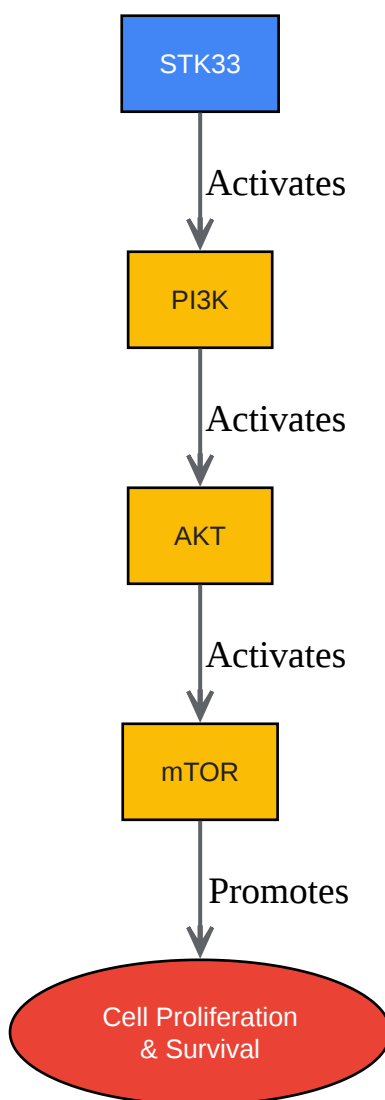 STK33
Activates
PI3K
Activates
AKT
Activates
mTOR
Promotes
Cell Proliferation
& Survival